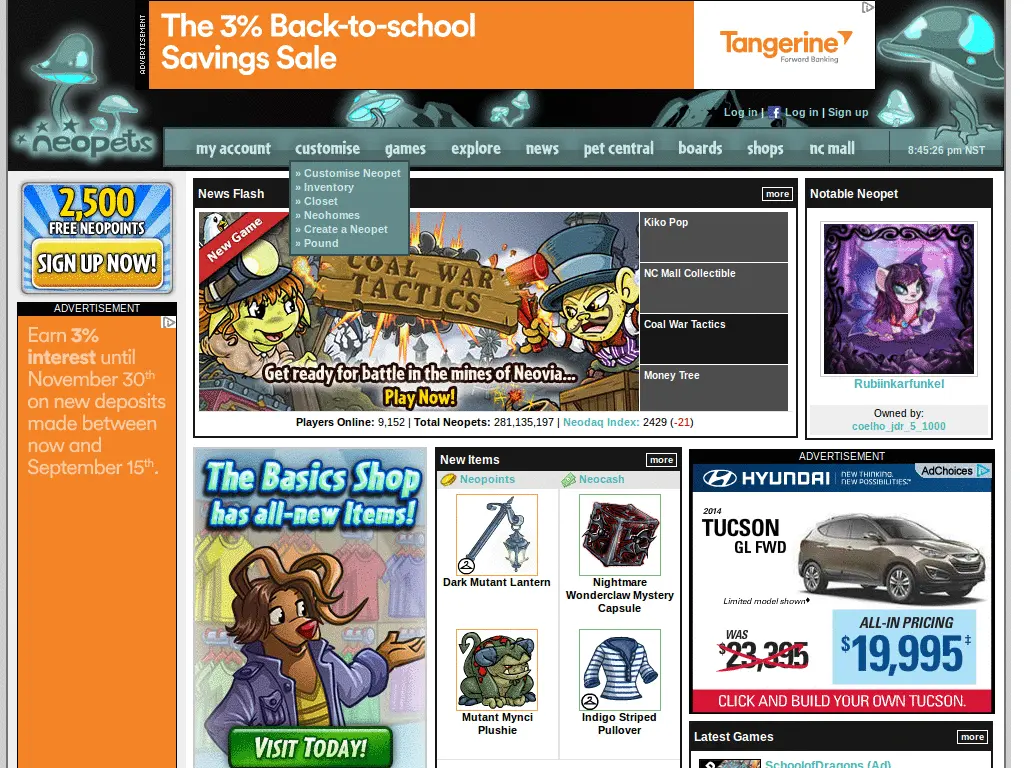 ADVERTISEMENT
The 3% Back-to-school
Savings Sale
Tangerine
Forward Banking
Log in | f Log in | Sign up
neopets
my account customise games explore news pet central boards shops nc mall 8:45:26 pm NST
» Customise Neopet
» Inventory
» Closet
» Neohomes
» Create a Neopet
» Pound
2,500
FREE NEOPOINTS
SIGN UP NOW!
ADVERTISEMENT
Earn 3%
interest until
November 30th
on new deposits
made between
now and
September 15th.
News Flash more
New Game
COAL WAR
TACTICS
Get ready for battle in the mines of Neovia...
Play Now!
Kiko Pop
NC Mall Collectible
Coal War Tactics
Money Tree
Players Online: 9,152 | Total Neopets: 281,135,197 | Neodaq Index: 2429 (-21)
Notable Neopet
Rubiinkarfunkel
Owned by:
coelho_jdr_5_1000
The Basics Shop
has all-new Items!
VISIT TODAY!
New Items more
Neopoints Neocash
Dark Mutant Lantern
Nightmare
Wonderclaw Mystery
Capsule
Mutant Mynci
Plushie
Indigo Striped
Pullover
ADVERTISEMENT
HYUNDAI NEW THINKING.
NEW POSSIBILITIES.™
AdChoices
2014
TUCSON
GL FWD
Limited model shown♦
WAS
$23,395
ALL-IN PRICING
$19,995‡
CLICK AND BUILD YOUR OWN TUCSON.
Latest Games more
SchoolofDragons (Ad)